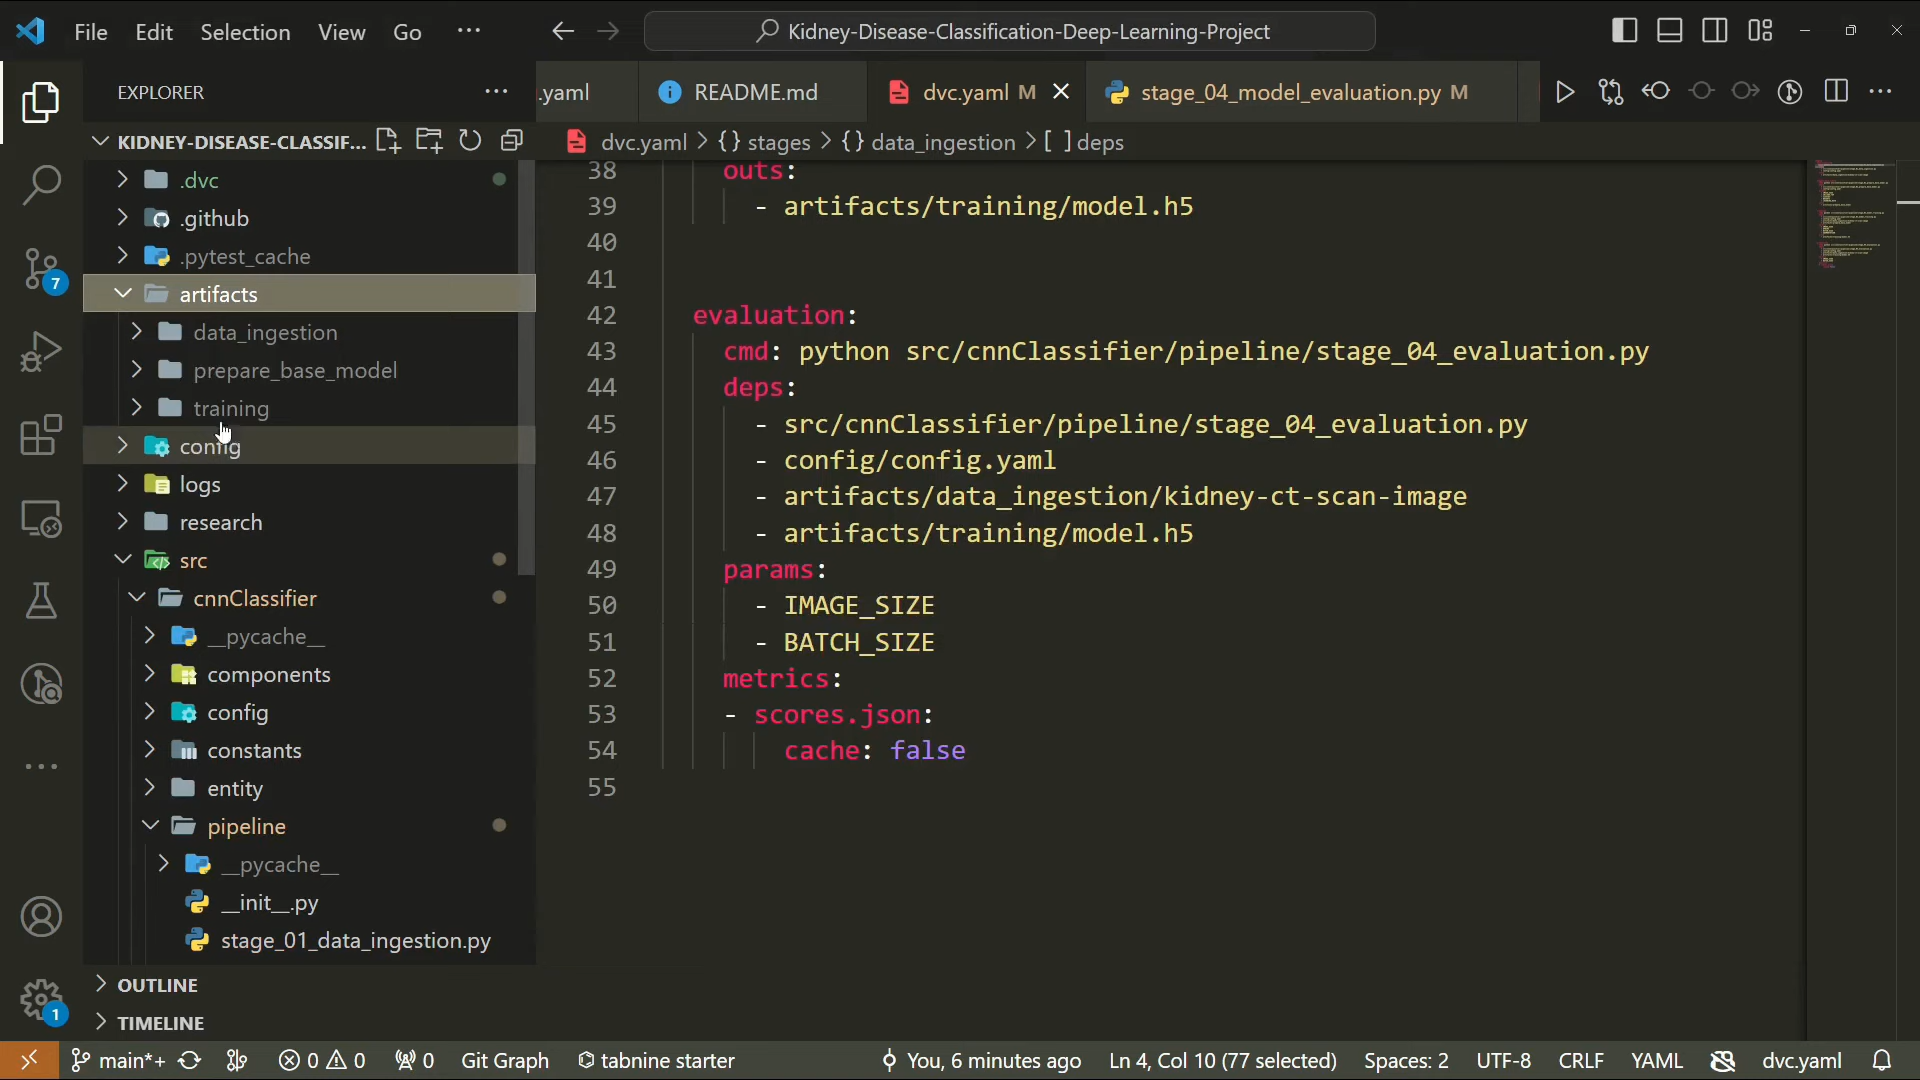 File Edit Selection View Go ··· Kidney-Disease-Classification-Deep-Learning-Project
EXPLORER ··· .yaml README.md dvc.yaml M stage_04_model_evaluation.py M
KIDNEY-DISEASE-CLASSIF...
dvc.yaml > {} stages > {} data_ingestion > [ ] deps
.dvc
.github
.pytest_cache
artifacts
data_ingestion
prepare_base_model
training
config
logs
research
src
cnnClassifier
__pycache__
components
config
constants
entity
pipeline
__pycache__
__init__.py
stage_01_data_ingestion.py
OUTLINE
TIMELINE
7
1
38 outs:
39 - artifacts/training/model.h5
40
41
42 evaluation:
43 cmd: python src/cnnClassifier/pipeline/stage_04_evaluation.py
44 deps:
45 - src/cnnClassifier/pipeline/stage_04_evaluation.py
46 - config/config.yaml
47 - artifacts/data_ingestion/kidney-ct-scan-image
48 - artifacts/training/model.h5
49 params:
50 - IMAGE_SIZE
51 - BATCH_SIZE
52 metrics:
53 - scores.json:
54 cache: false
55
main*+ 0 0 0 Git Graph tabnine starter You, 6 minutes ago Ln 4, Col 10 (77 selected) Spaces: 2 UTF-8 CRLF YAML dvc.yaml